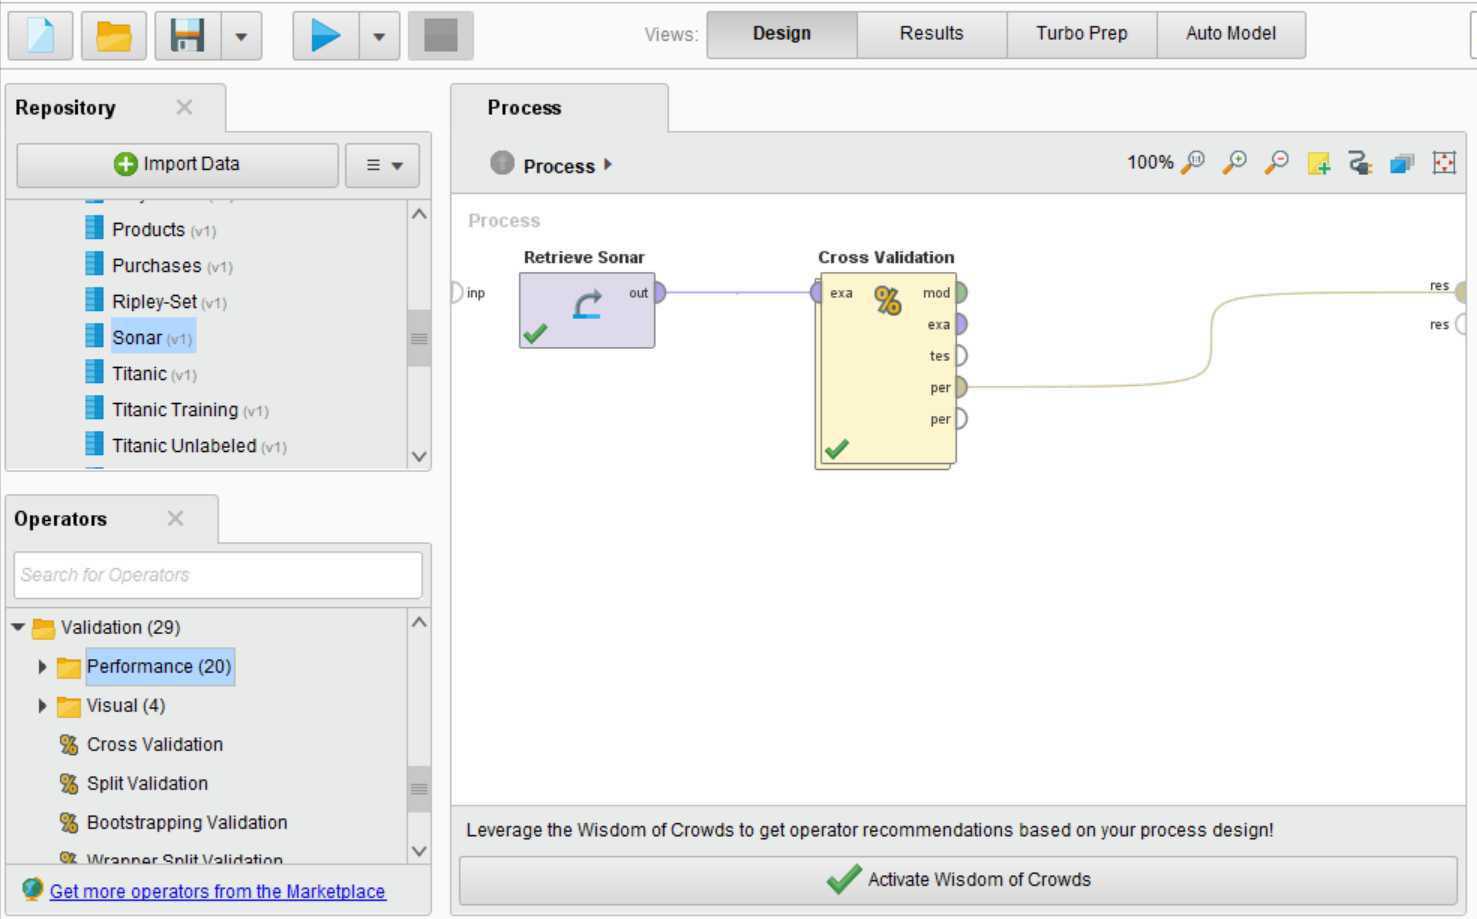 Views:
Design
Results
Turbo Prep
Auto Model
Repository
Import Data
Products (v1)
Purchases (v1)
Ripley-Set (v1)
Sonar (v1)
Titanic (v1)
Titanic Training (v1)
Titanic Unlabeled (v1)
Operators
Search for Operators
Validation (29)
Performance (20)
Visual (4)
Cross Validation
Split Validation
Bootstrapping Validation
Wrapper Split Validation
Get more operators from the Marketplace
Process
Process
100%
Process
inp
Retrieve Sonar
out
Cross Validation
exa
mod
exa
tes
per
per
res
res
Leverage the Wisdom of Crowds to get operator recommendations based on your process design!
Activate Wisdom of Crowds